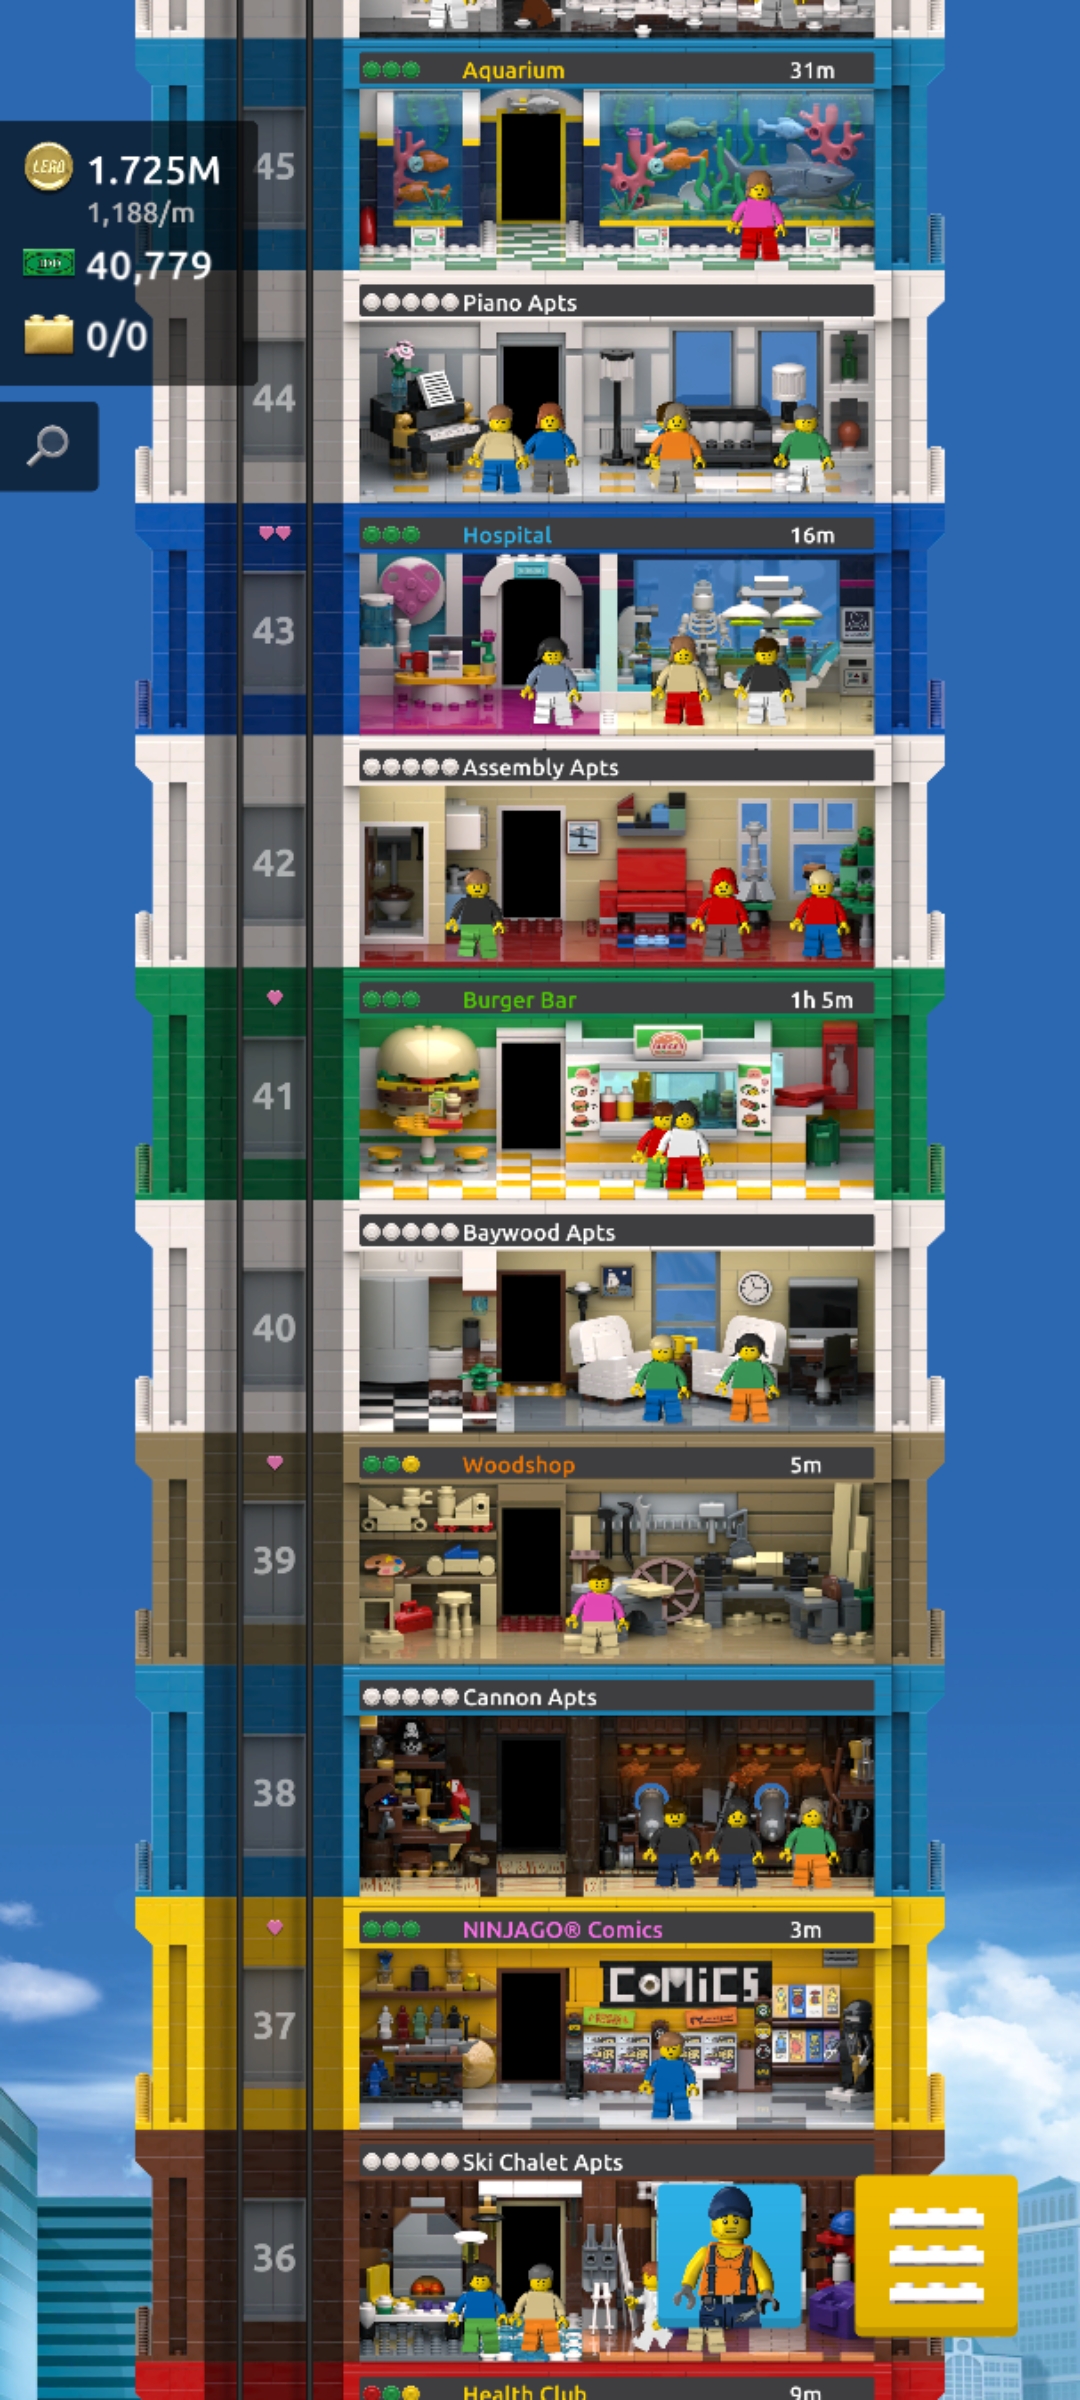 Aquarium 31m
45
LEGO
1.725M
1,188/m
40,779
0/0
Piano Apts
44
Hospital 16m
43
Assembly Apts
42
Burger Bar 1h 5m
41
Baywood Apts
40
Woodshop 5m
39
Cannon Apts
38
NINJAGO® Comics 3m
COMiCS
37
Ski Chalet Apts
36
Health Club 9m